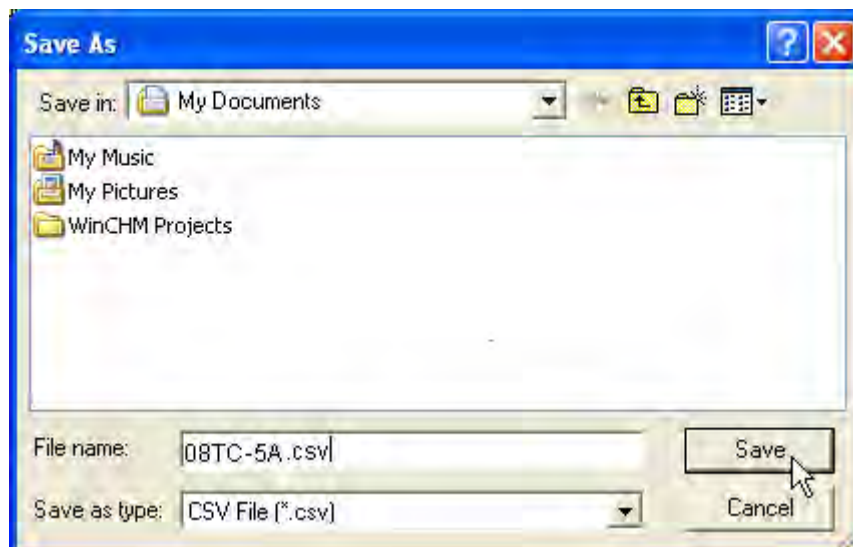 Save As
Save in: My Documents
My Music
My Pictures
WinCHM Projects
File name: 08TC-5A.csv Save
Save as type: CSV File (*.csv) Cancel